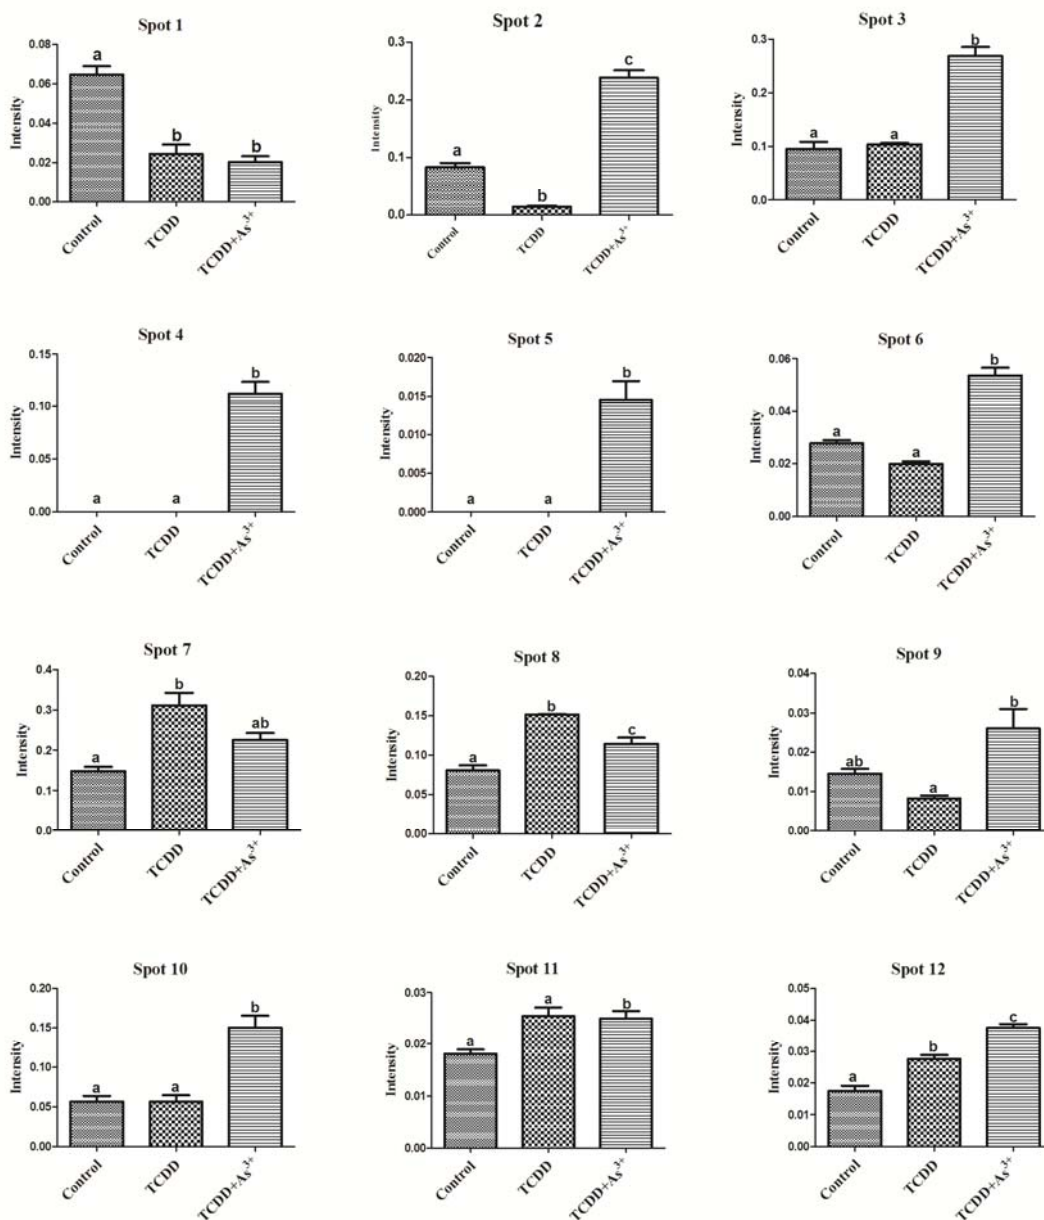 Spot 1
0.08
0.06
0.04
0.02
0.00
Intensity
a
b
b
Control
TCDD
TCDD+As³⁺
Spot 2
0.3
0.2
0.1
0.0
Intensity
a
b
c
Control
TCDD
TCDD+As³⁺
Spot 3
0.3
0.2
0.1
0.0
Intensity
a
a
b
Control
TCDD
TCDD+As³⁺
Spot 4
0.15
0.10
0.05
0.00
Intensity
a
a
b
Control
TCDD
TCDD+As³⁺
Spot 5
0.020
0.015
0.010
0.005
0.000
Intensity
a
a
b
Control
TCDD
TCDD+As³⁺
Spot 6
0.06
0.04
0.02
0.00
Intensity
a
a
b
Control
TCDD
TCDD+As³⁺
Spot 7
0.4
0.3
0.2
0.1
0.0
Intensity
a
b
ab
Control
TCDD
TCDD+As³⁺
Spot 8
0.20
0.15
0.10
0.05
0.00
Intensity
a
b
c
Control
TCDD
TCDD+As³⁺
Spot 9
0.04
0.03
0.02
0.01
0.00
Intensity
ab
a
b
Control
TCDD
TCDD+As³⁺
Spot 10
0.20
0.15
0.10
0.05
0.00
Intensity
a
a
b
Control
TCDD
TCDD+As³⁺
Spot 11
0.03
0.02
0.01
0.00
Intensity
a
a
b
Control
TCDD
TCDD+As³⁺
Spot 12
0.05
0.04
0.03
0.02
0.01
0.00
Intensity
a
b
c
Control
TCDD
TCDD+As³⁺